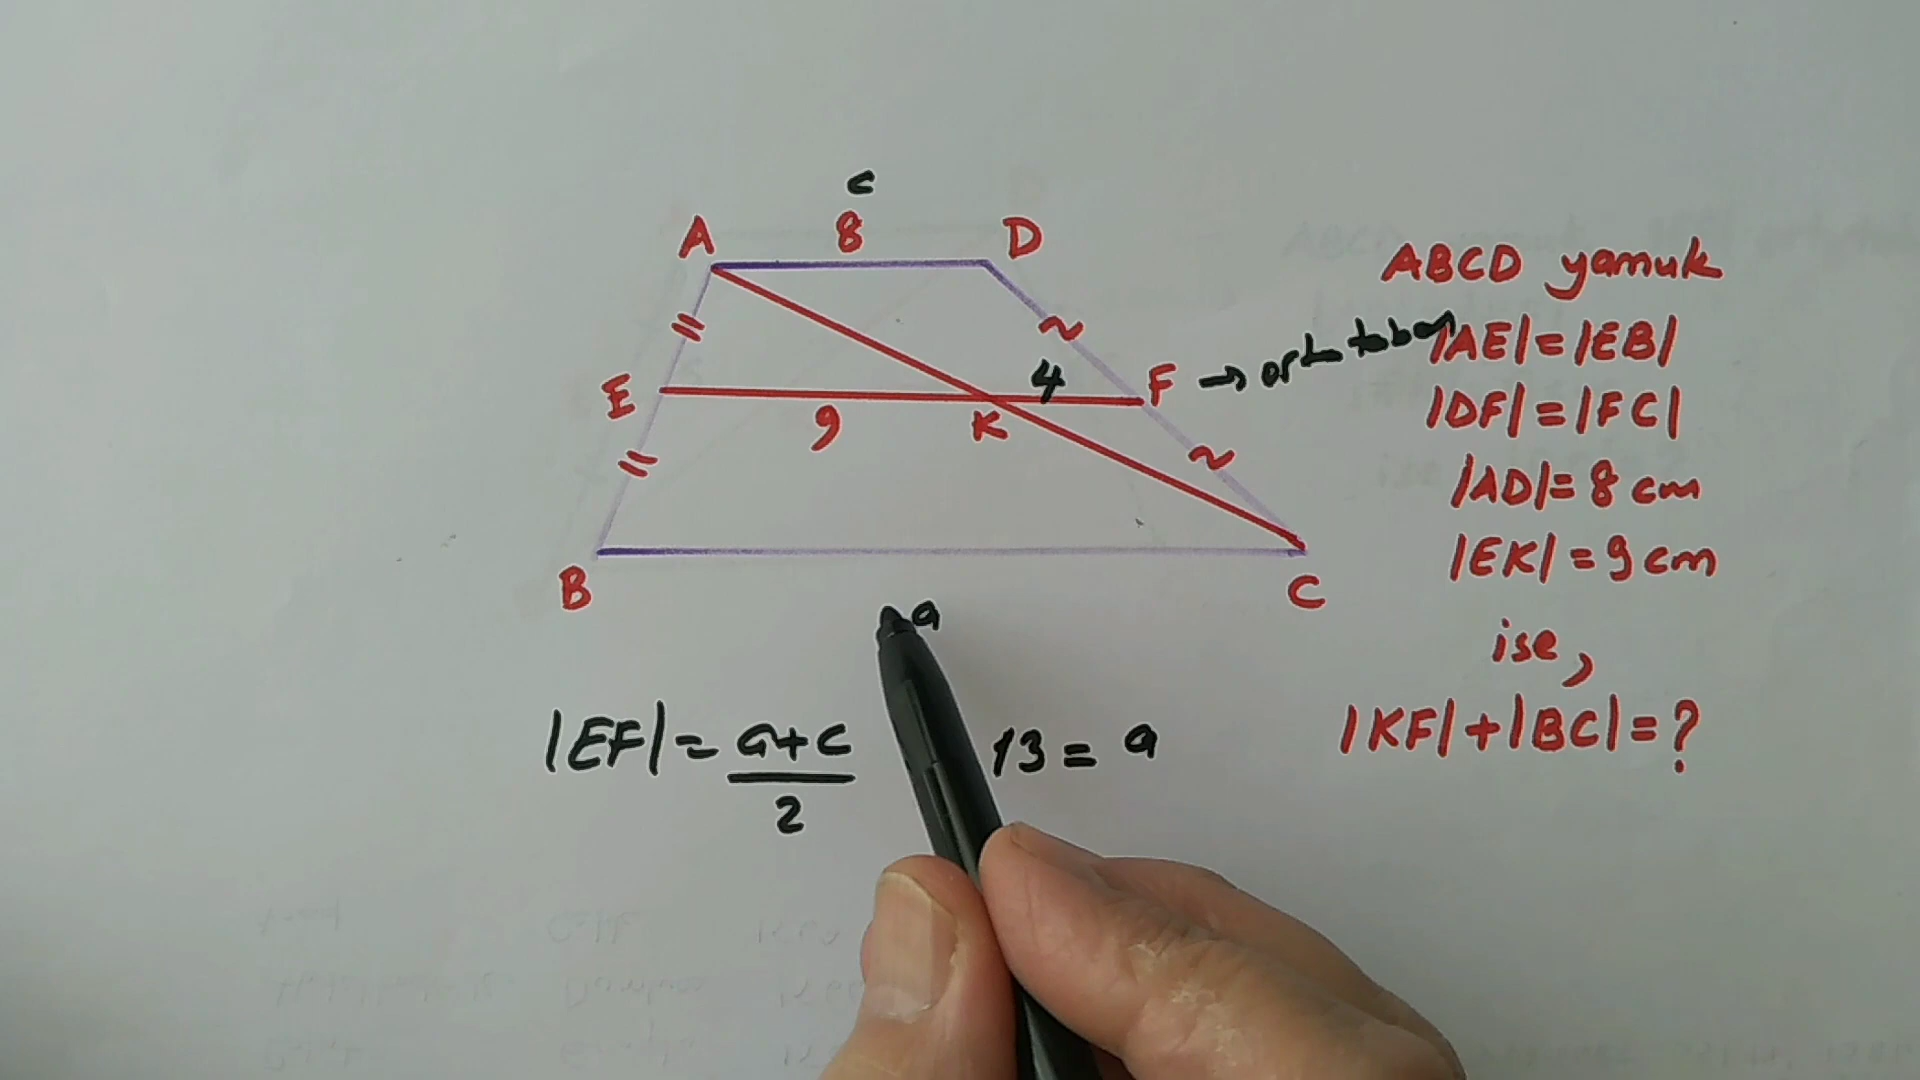 c
A 8 D
E 9 K 4 F → orta taban
B C
a
|EF| = a+c
2
13 = a
ABCD yamuk
|AE| = |EB|
|DF| = |FC|
|AD| = 8 cm
|EK| = 9 cm
ise,
|KF| + |BC| = ?